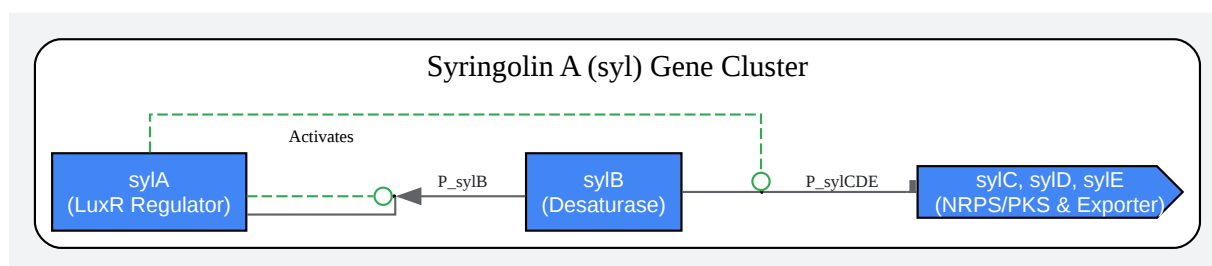 Syringolin A (syl) Gene Cluster
Activates
sylA
(LuxR Regulator)
P_sylB
sylB
(Desaturase)
P_sylCDE
sylC, sylD, sylE
(NRPS/PKS & Exporter)